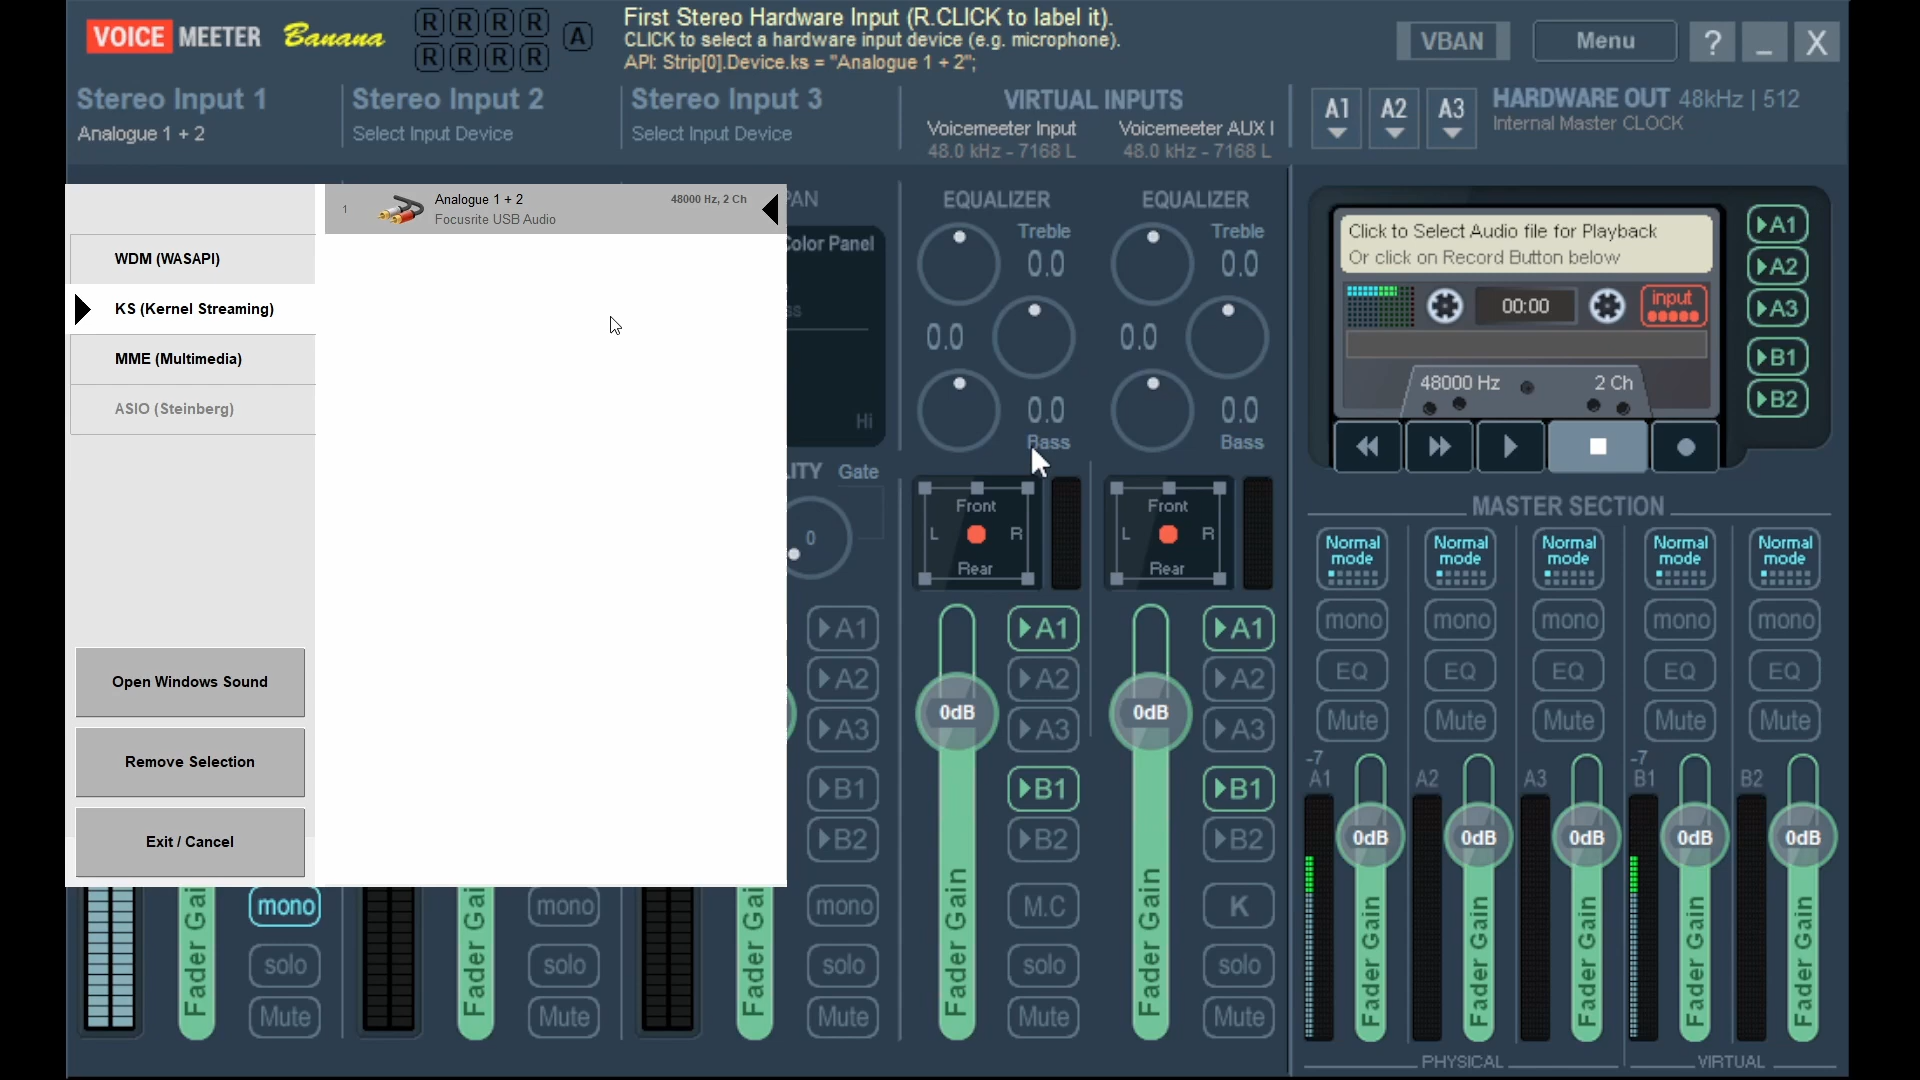 VOICE MEETER Banana
R R R R A
R R R R
First Stereo Hardware Input (R.CLICK to label it).
CLICK to select a hardware input device (e.g. microphone).
API: Strip[0].Device.ks = "Analogue 1 + 2";
VBAN
Menu
?
_
X
Stereo Input 1
Analogue 1 + 2
Stereo Input 2
Select Input Device
Stereo Input 3
Select Input Device
VIRTUAL INPUTS
Voicemeeter Input
48.0 kHz - 7168 L
Voicemeeter AUX I
48.0 kHz - 7168 L
A1
A2
A3
HARDWARE OUT 48kHz | 512
Internal Master CLOCK
WDM (WASAPI)
KS (Kernel Streaming)
MME (Multimedia)
ASIO (Steinberg)
Open Windows Sound
Remove Selection
Exit / Cancel
1
Analogue 1 + 2
Focusrite USB Audio
48000 Hz, 2 Ch
PAN
Color Panel
Hi
Gate
0
A1
A2
A3
B1
B2
mono
solo
Mute
Fader Gai
mono
solo
Mute
Fader Gai
mono
solo
Mute
Fader Gai
EQUALIZER
Treble
0.0
0.0
0.0
Bass
Front
L R
Rear
0dB
Fader Gain
A1
A2
A3
B1
B2
M.C
solo
Mute
EQUALIZER
Treble
0.0
0.0
0.0
Bass
Front
L R
Rear
0dB
Fader Gain
A1
A2
A3
B1
B2
K
solo
Mute
Click to Select Audio file for Playback
Or click on Record Button below
00:00
input
48000 Hz
2 Ch
A1
A2
A3
B1
B2
MASTER SECTION
Normal mode
mono
EQ
Mute
-7
A1
0dB
Fader Gain
Normal mode
mono
EQ
Mute
A2
0dB
Fader Gain
Normal mode
mono
EQ
Mute
A3
0dB
Fader Gain
Normal mode
mono
EQ
Mute
-7
B1
0dB
Fader Gain
Normal mode
mono
EQ
Mute
B2
0dB
Fader Gain
PHYSICAL
VIRTUAL